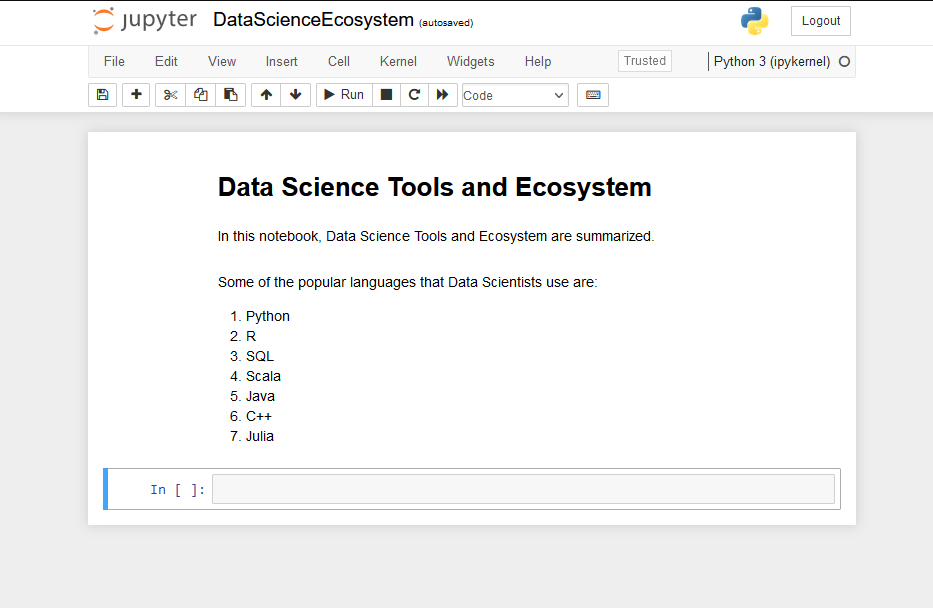 jupyter DataScienceEcosystem (autosaved) Logout
File Edit View Insert Cell Kernel Widgets Help Trusted Python 3 (ipykernel)
Run Code
Data Science Tools and Ecosystem
In this notebook, Data Science Tools and Ecosystem are summarized.
Some of the popular languages that Data Scientists use are:
1. Python
2. R
3. SQL
4. Scala
5. Java
6. C++
7. Julia
In [ ]: